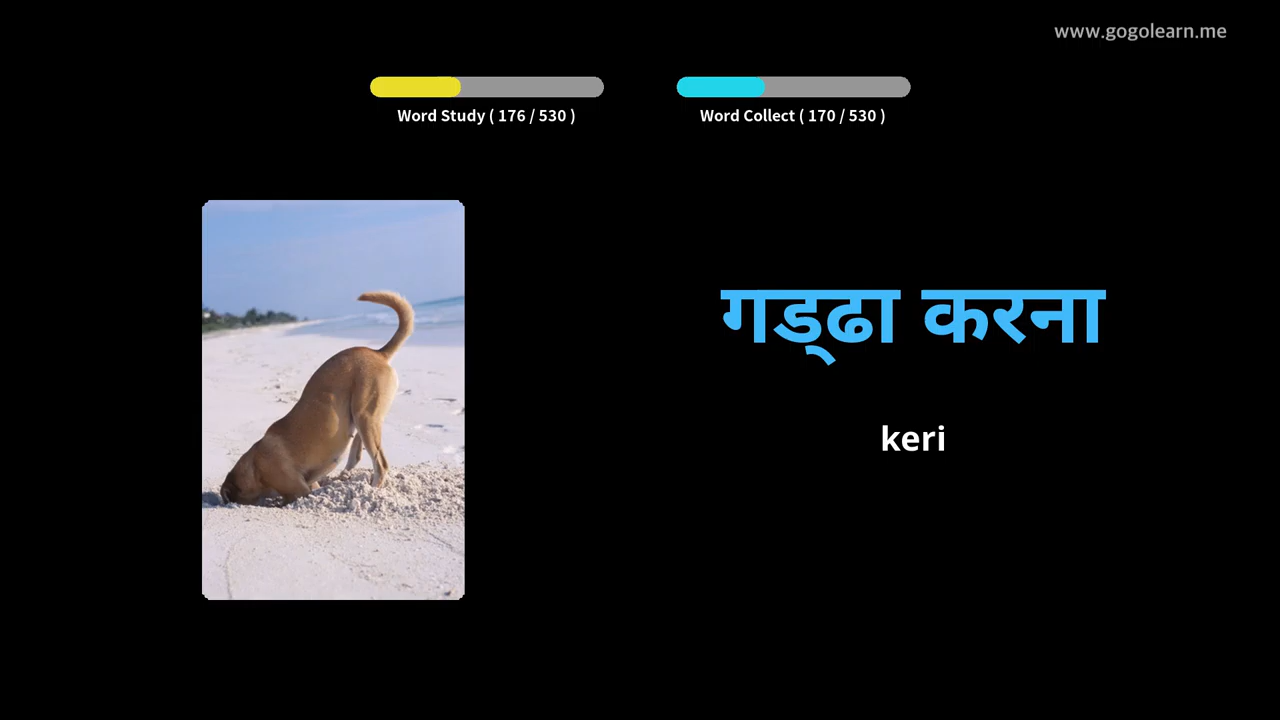 www.gogolearn.me
Word Study ( 176 / 530 )
Word Collect ( 170 / 530 )
गड्ढा करना
keri